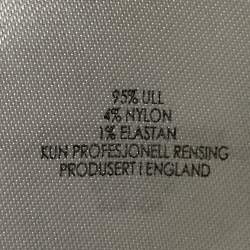 95% ULL
4% NYLON
1% ELASTAN
KUN PROFESJONELL RENSING
PRODUSERT I ENGLAND